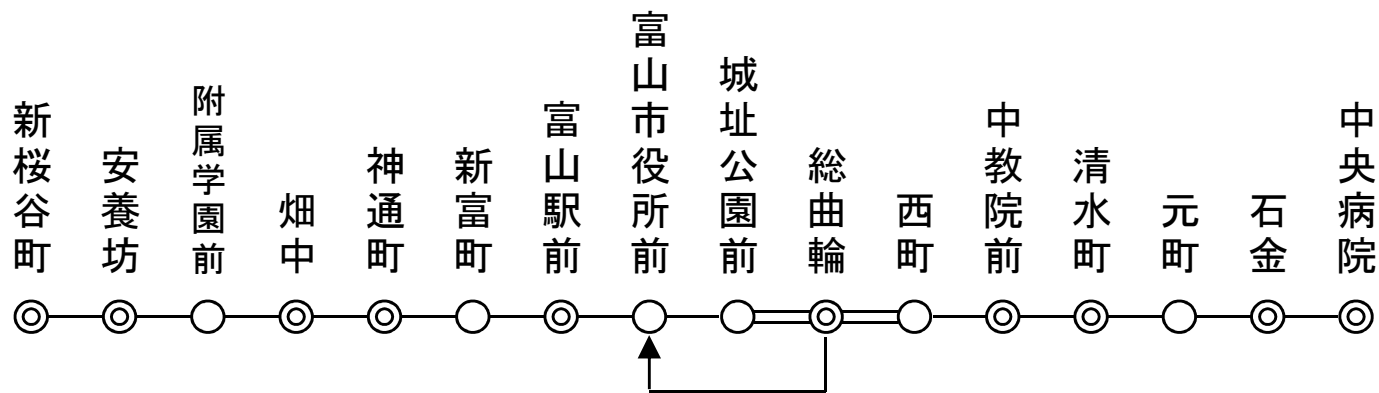 新桜谷町
安養坊
附属学園前
畑中
神通町
新富町
富山駅前
富山市役所前
城址公園前
総曲輪
西町
中教院前
清水町
元町
石金
中央病院